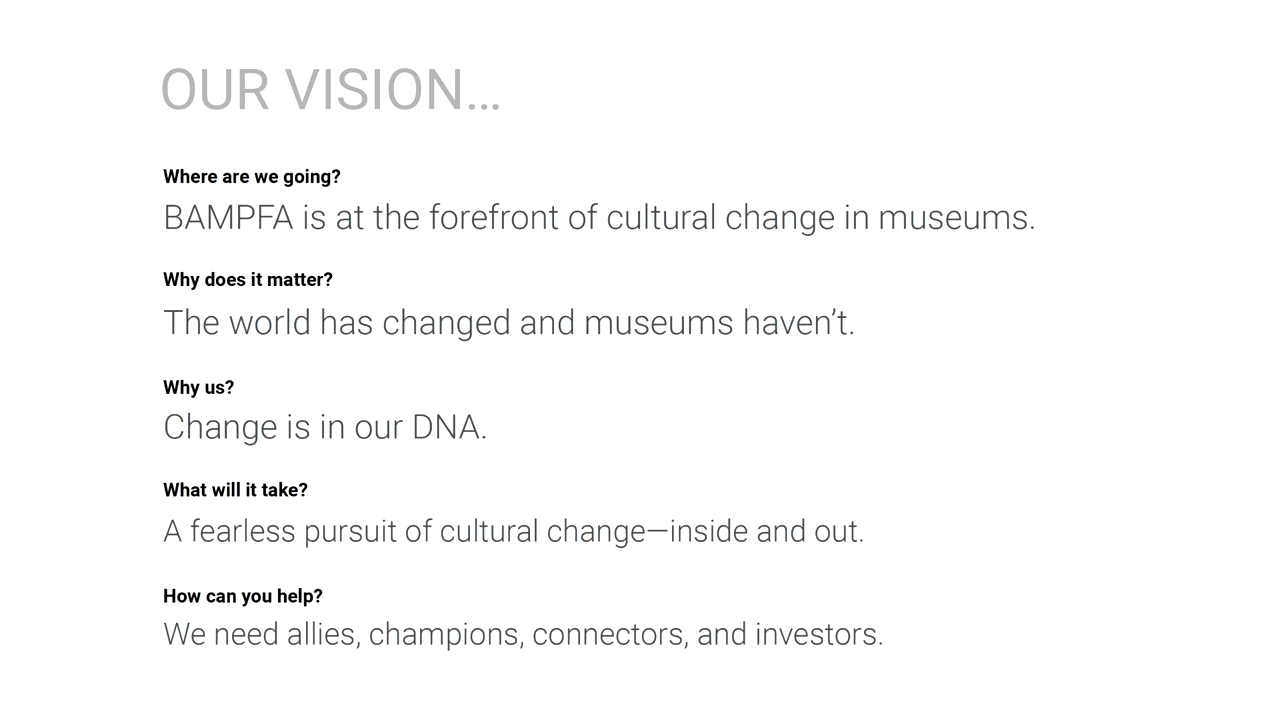 OUR VISION…
Where are we going?
BAMPFA is at the forefront of cultural change in museums.
Why does it matter?
The world has changed and museums haven’t.
Why us?
Change is in our DNA.
What will it take?
A fearless pursuit of cultural change—inside and out.
How can you help?
We need allies, champions, connectors, and investors.